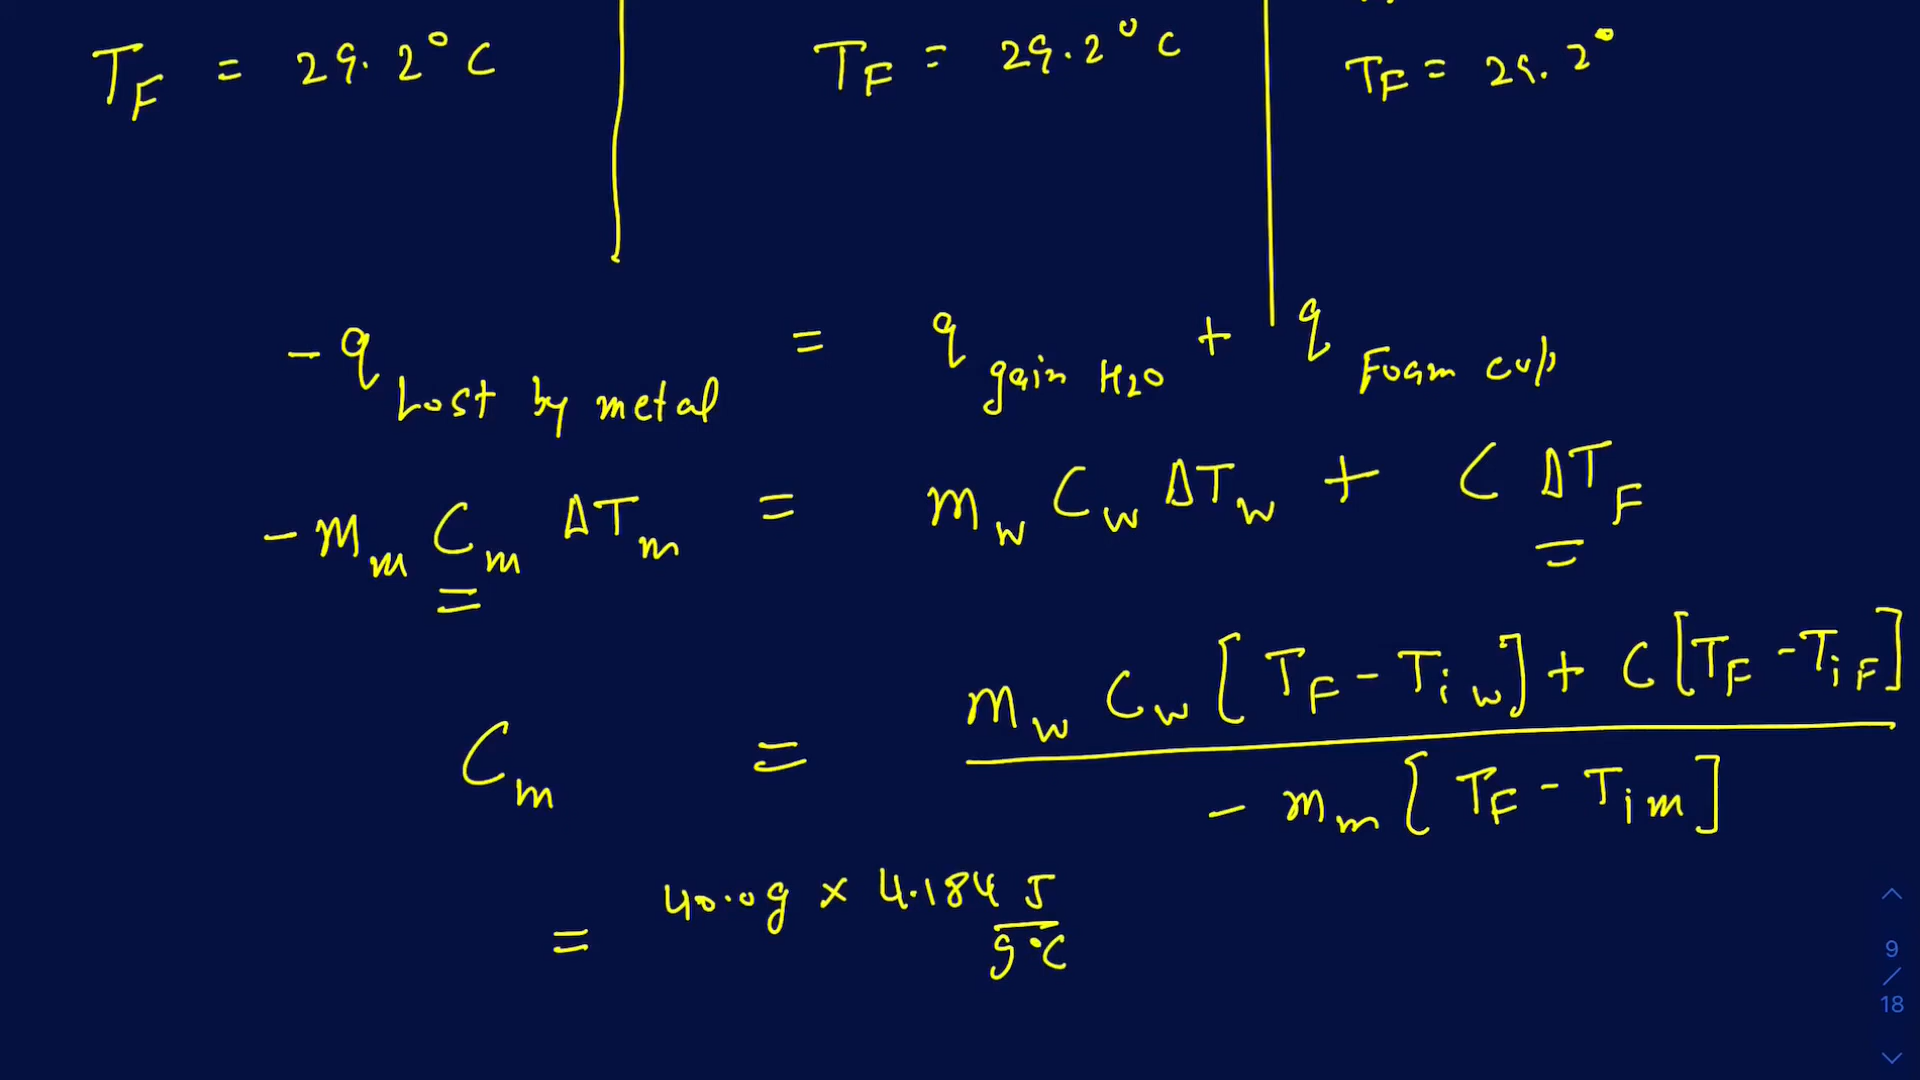 T_F = 29.2°C
T_F = 29.2°C
T_F = 29.2°
-q Lost by metal = q gain H2O + q Foam cup
-m_m C_m ΔT_m = m_w C_w ΔT_w + C ΔT_F
C_m = m_w C_w [T_F - T_i w] + C [T_F - T_i F]
- m_m [T_F - T_i m]
= 40.0g × 4.184 J
g°C
9
/
18